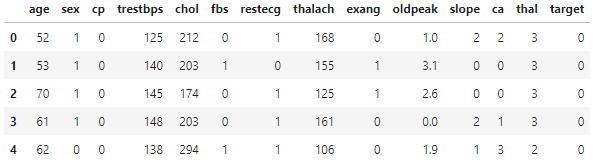 age sex cp trestbps chol fbs restecg thalach exang oldpeak slope ca thal target
0 52 1 0 125 212 0 1 168 0 1.0 2 2 3 0
1 53 1 0 140 203 1 0 155 1 3.1 0 0 3 0
2 70 1 0 145 174 0 1 125 1 2.6 0 0 3 0
3 61 1 0 148 203 0 1 161 0 0.0 2 1 3 0
4 62 0 0 138 294 1 1 106 0 1.9 1 3 2 0